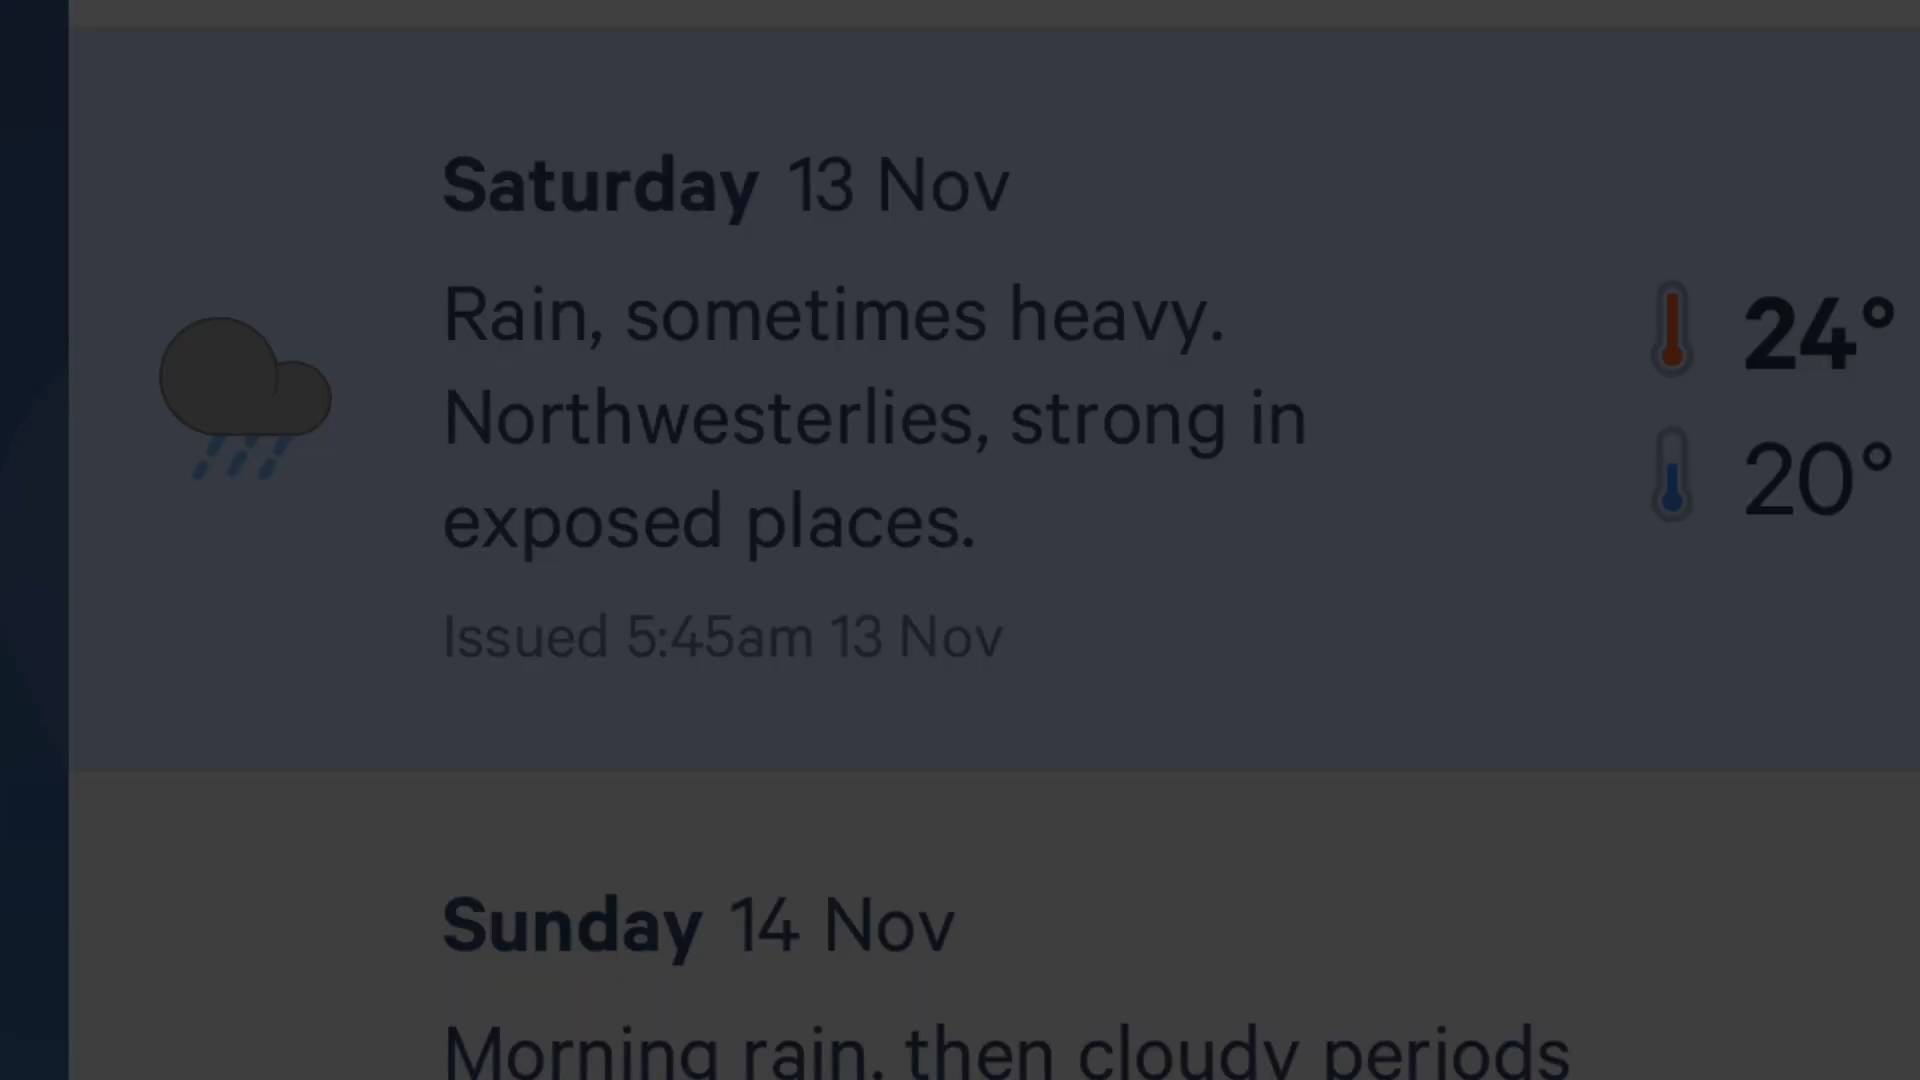 Saturday 13 Nov
Rain, sometimes heavy.
Northwesterlies, strong in
exposed places.
24°
20°
Issued 5:45am 13 Nov
Sunday 14 Nov
Morning rain, then cloudy periods